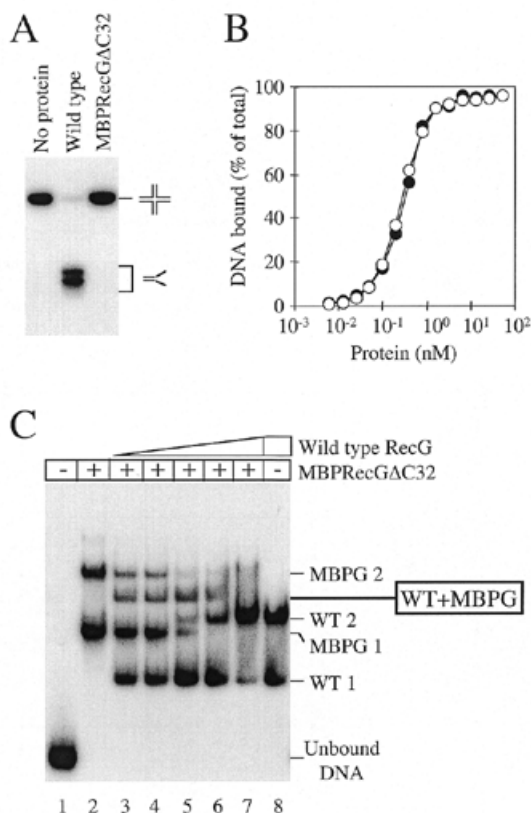 A
No protein
Wild type
MBPRecGΔC32
B
DNA bound (% of total)
100
80
60
40
20
0
10-3 10-2 10-1 100 101 102
Protein (nM)
C
Wild type RecG
- + + + + + + -
MBPRecGΔC32
MBPG 2
WT+MBPG
WT 2
MBPG 1
WT 1
Unbound
DNA
1 2 3 4 5 6 7 8